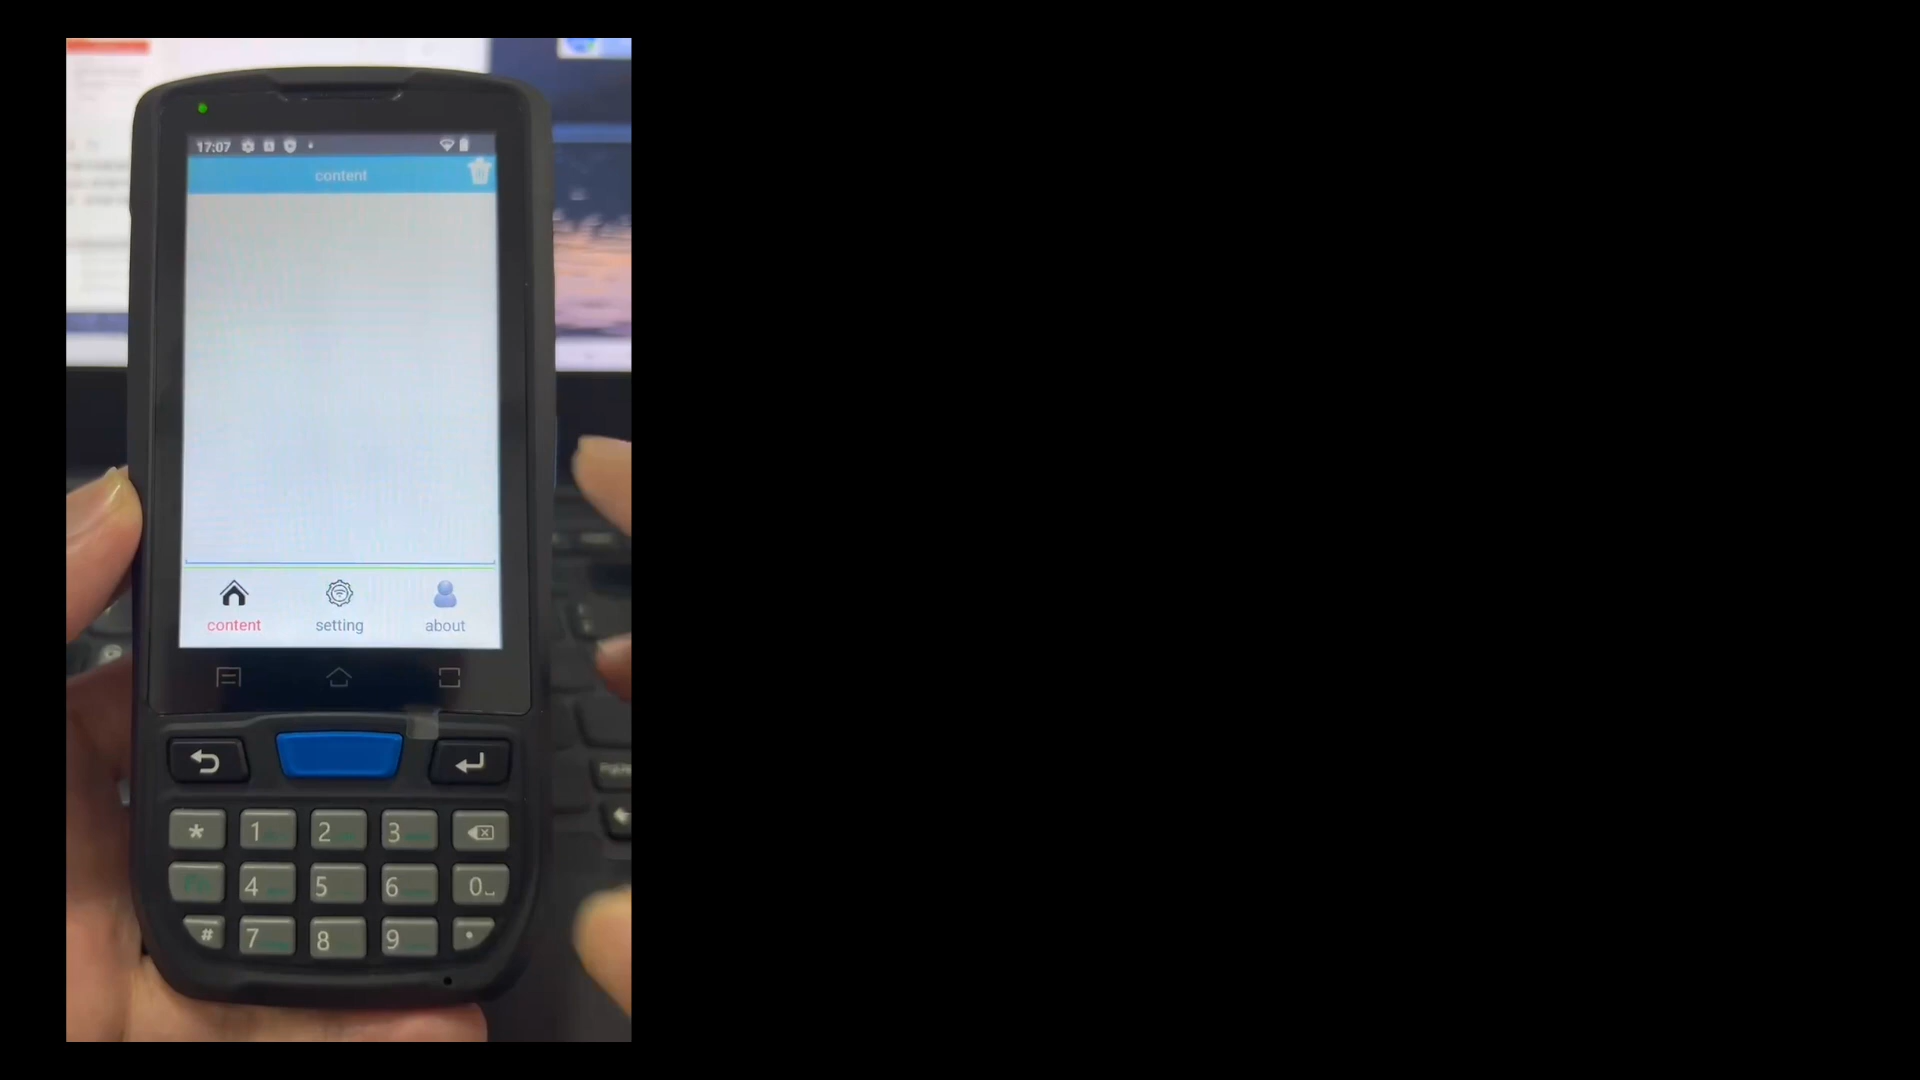 17:07
content
content setting about
* 1 2 3
4 5 6 0
# 7 8 9 .